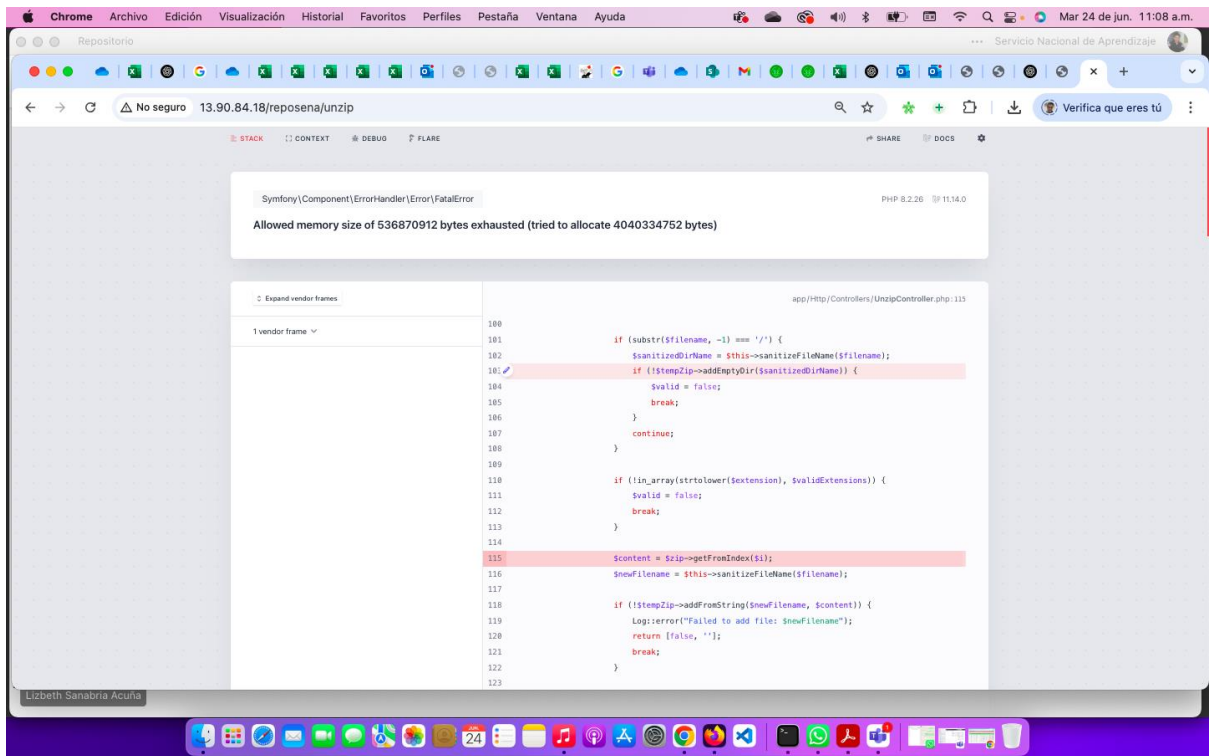 Chrome Archivo Edición Visualización Historial Favoritos Perfiles Pestaña Ventana Ayuda Mar 24 de jun. 11:08 a.m.
Repositorio ... Servicio Nacional de Aprendizaje
No seguro 13.90.84.18/reposena/unzip Verifica que eres tú
STACK CONTEXT DEBUG FLARE SHARE DOCS
Symfony\Component\ErrorHandler\Error\FatalError PHP 8.2.26 11.14.0
Allowed memory size of 536870912 bytes exhausted (tried to allocate 4040334752 bytes)
Expand vendor frames app/Http/Controllers/UnzipController.php:115
1 vendor frame
100
101 if (substr($filename, -1) === '/') {
102 $sanitizedDirName = $this->sanitizeFileName($filename);
103 if (!$tempZip->addEmptyDir($sanitizedDirName)) {
104 $valid = false;
105 break;
106 }
107 continue;
108 }
109
110 if (!in_array(strtolower($extension), $validExtensions)) {
111 $valid = false;
112 break;
113 }
114
115 $content = $zip->getFromIndex($i);
116 $newFilename = $this->sanitizeFileName($filename);
117
118 if (!$tempZip->addFromString($newFilename, $content)) {
119 Log::error("Failed to add file: $newFilename");
120 return [false, ''];
121 break;
122 }
123
Lizbeth Sanabria Acuña
24